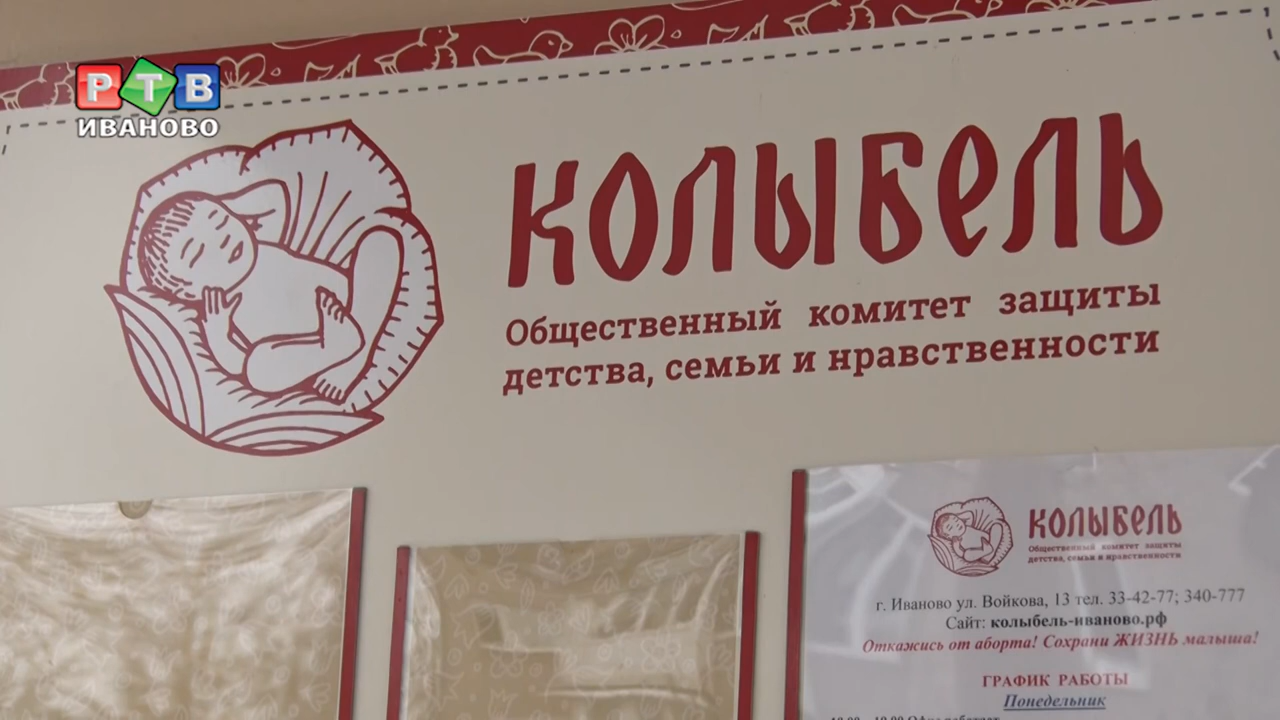 РТВ
ИВАНОВО
КОЛЫБЕЛЬ
Общественный комитет защиты
детства, семьи и нравственности
КОЛЫБЕЛЬ
Общественный комитет защиты
детства, семьи и нравственности
г. Иваново ул. Войкова, 13 тел. 33-42-77; 340-777
Сайт: колыбель-иваново.рф
Откажись от аборта! Сохрани ЖИЗНЬ малыша!
ГРАФИК РАБОТЫ
Понедельник